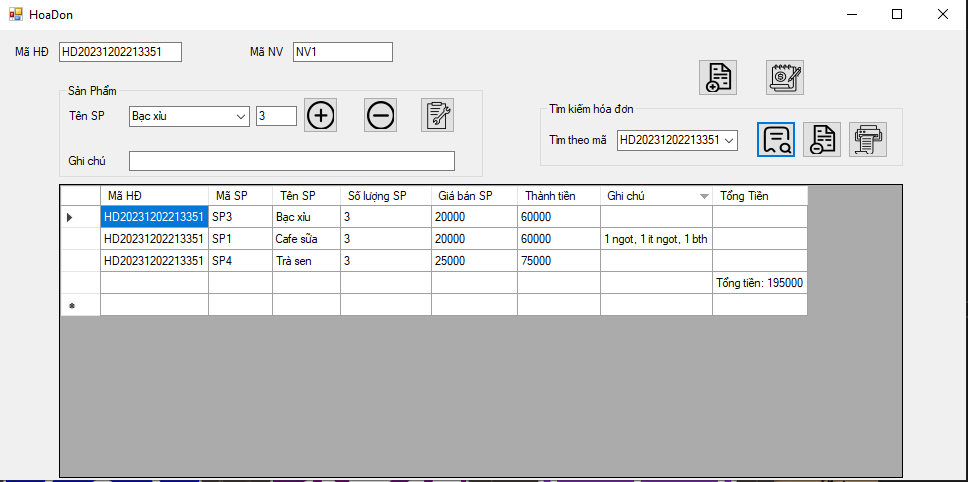 HoaDon
Mã HĐ HD20231202213351 Mã NV NV1
Sản Phẩm
Tên SP Bạc xỉu 3
Ghi chú
Tìm kiếm hóa đơn
Tìm theo mã HD20231202213351
Mã HĐ Mã SP Tên SP Số lượng SP Giá bán SP Thành tiền Ghi chú Tổng Tiền
HD20231202213351 SP3 Bạc xỉu 3 20000 60000
HD20231202213351 SP1 Cafe sữa 3 20000 60000 1 ngot, 1 it ngot, 1 bth
HD20231202213351 SP4 Trà sen 3 25000 75000
Tổng tiền: 195000